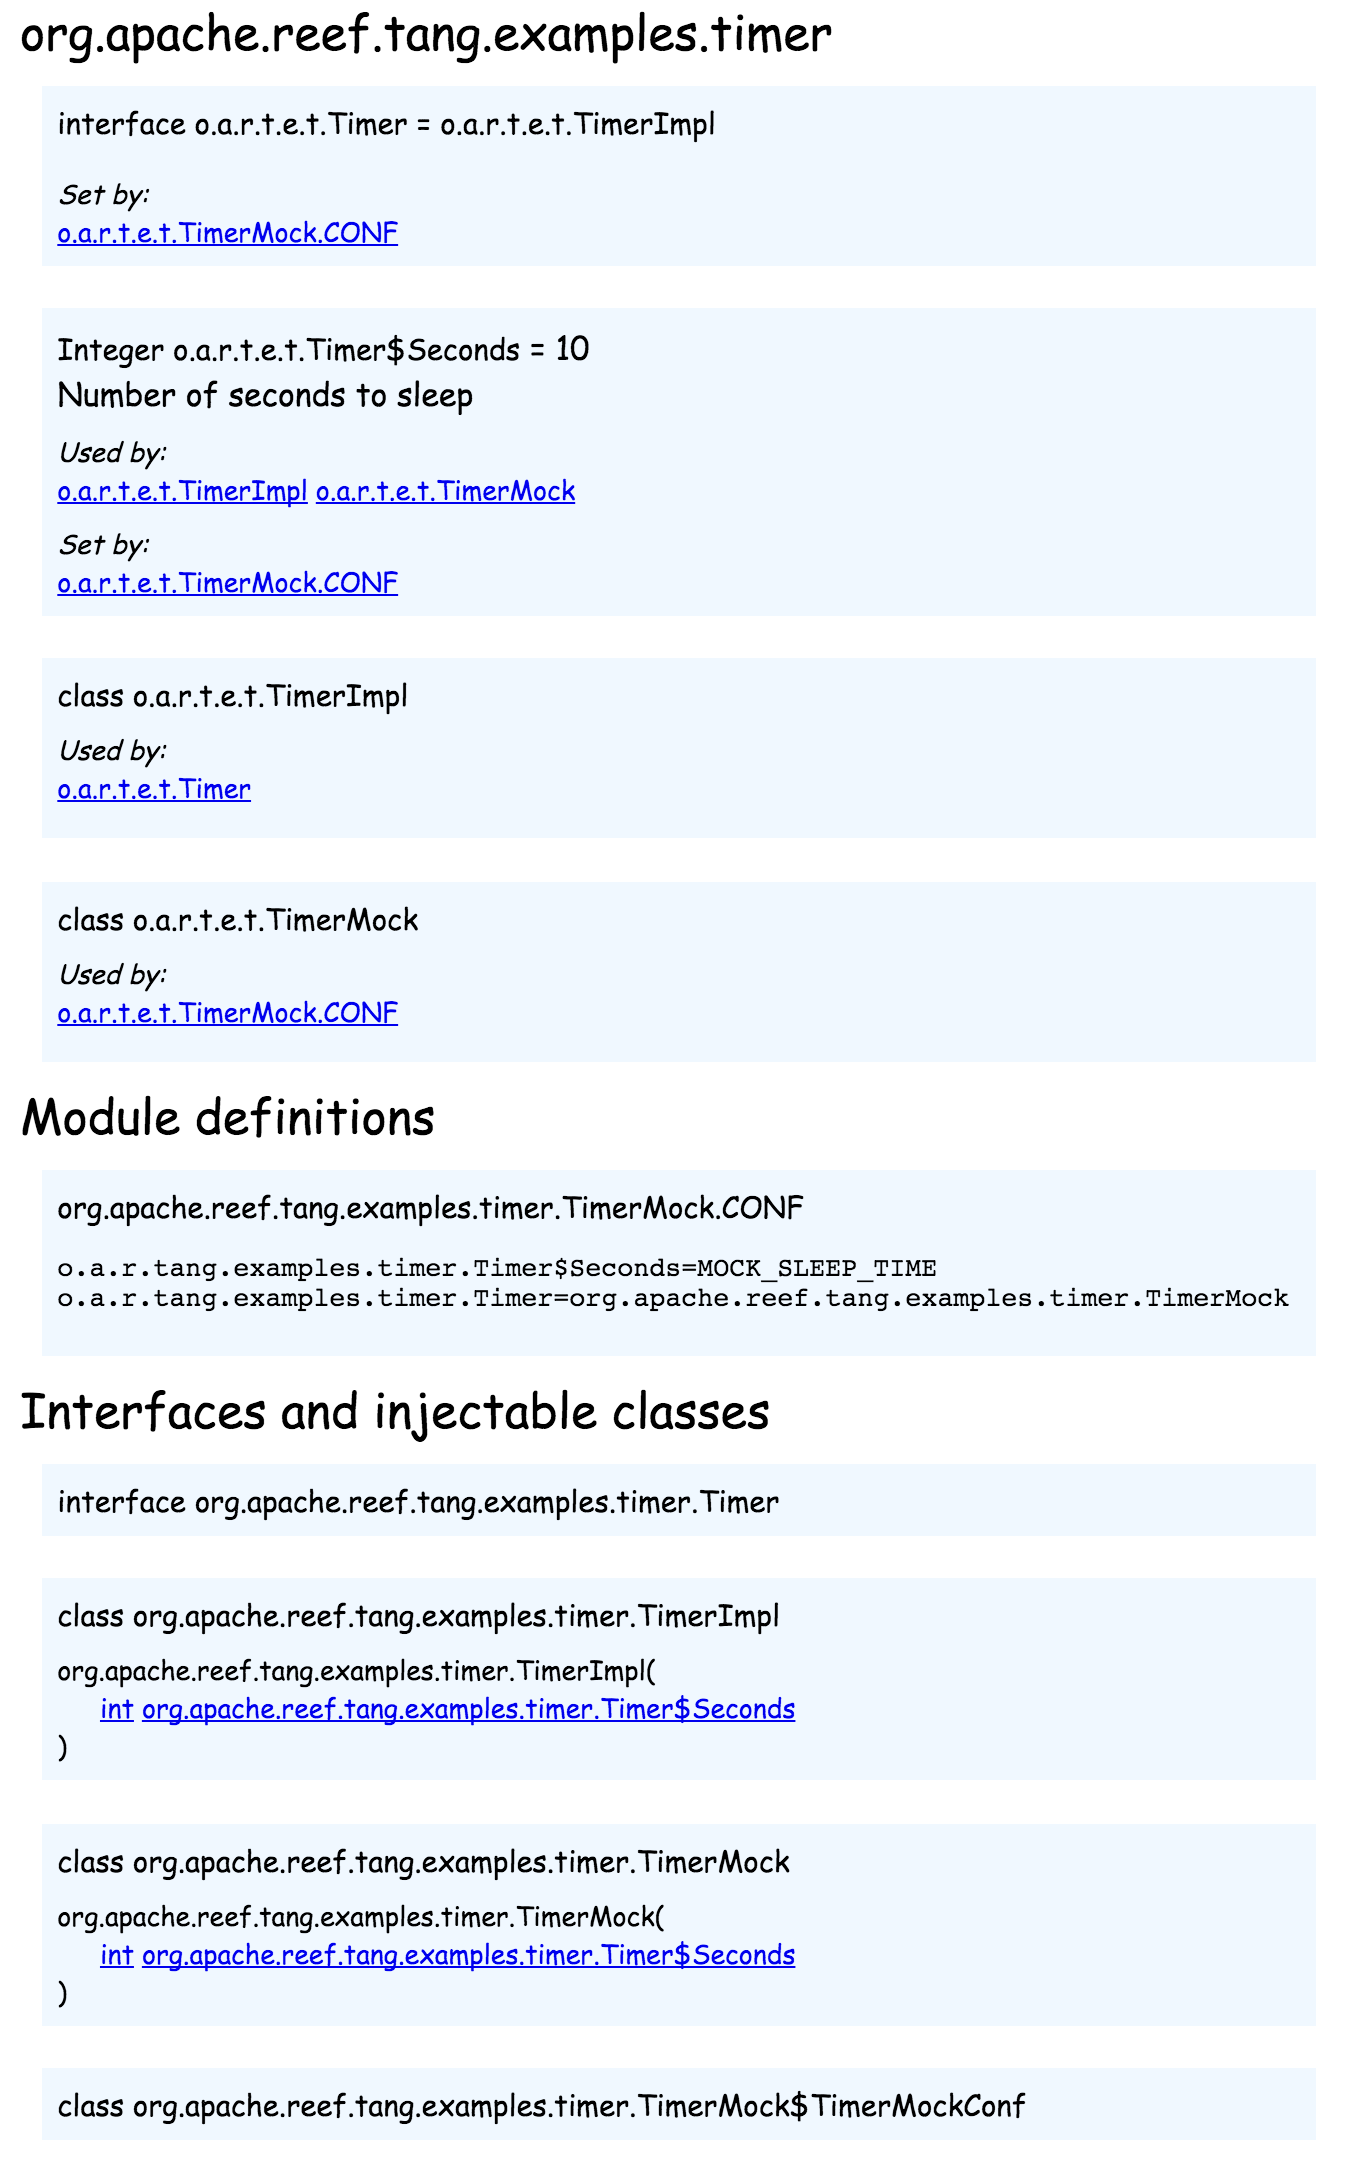 org.apache.reef.tang.examples.timer
interface o.a.r.t.e.t.Timer = o.a.r.t.e.t.TimerImpl
Set by:
o.a.r.t.e.t.TimerMock.CONF
Integer o.a.r.t.e.t.Timer$Seconds = 10
Number of seconds to sleep
Used by:
o.a.r.t.e.t.TimerImpl o.a.r.t.e.t.TimerMock
Set by:
o.a.r.t.e.t.TimerMock.CONF
class o.a.r.t.e.t.TimerImpl
Used by:
o.a.r.t.e.t.Timer
class o.a.r.t.e.t.TimerMock
Used by:
o.a.r.t.e.t.TimerMock.CONF
Module definitions
org.apache.reef.tang.examples.timer.TimerMock.CONF
o.a.r.tang.examples.timer.Timer$Seconds=MOCK_SLEEP_TIME
o.a.r.tang.examples.timer.Timer=org.apache.reef.tang.examples.timer.TimerMock
Interfaces and injectable classes
interface org.apache.reef.tang.examples.timer.Timer
class org.apache.reef.tang.examples.timer.TimerImpl
org.apache.reef.tang.examples.timer.TimerImpl(
int org.apache.reef.tang.examples.timer.Timer$Seconds
)
class org.apache.reef.tang.examples.timer.TimerMock
org.apache.reef.tang.examples.timer.TimerMock(
int org.apache.reef.tang.examples.timer.Timer$Seconds
)
class org.apache.reef.tang.examples.timer.TimerMock$TimerMockConf